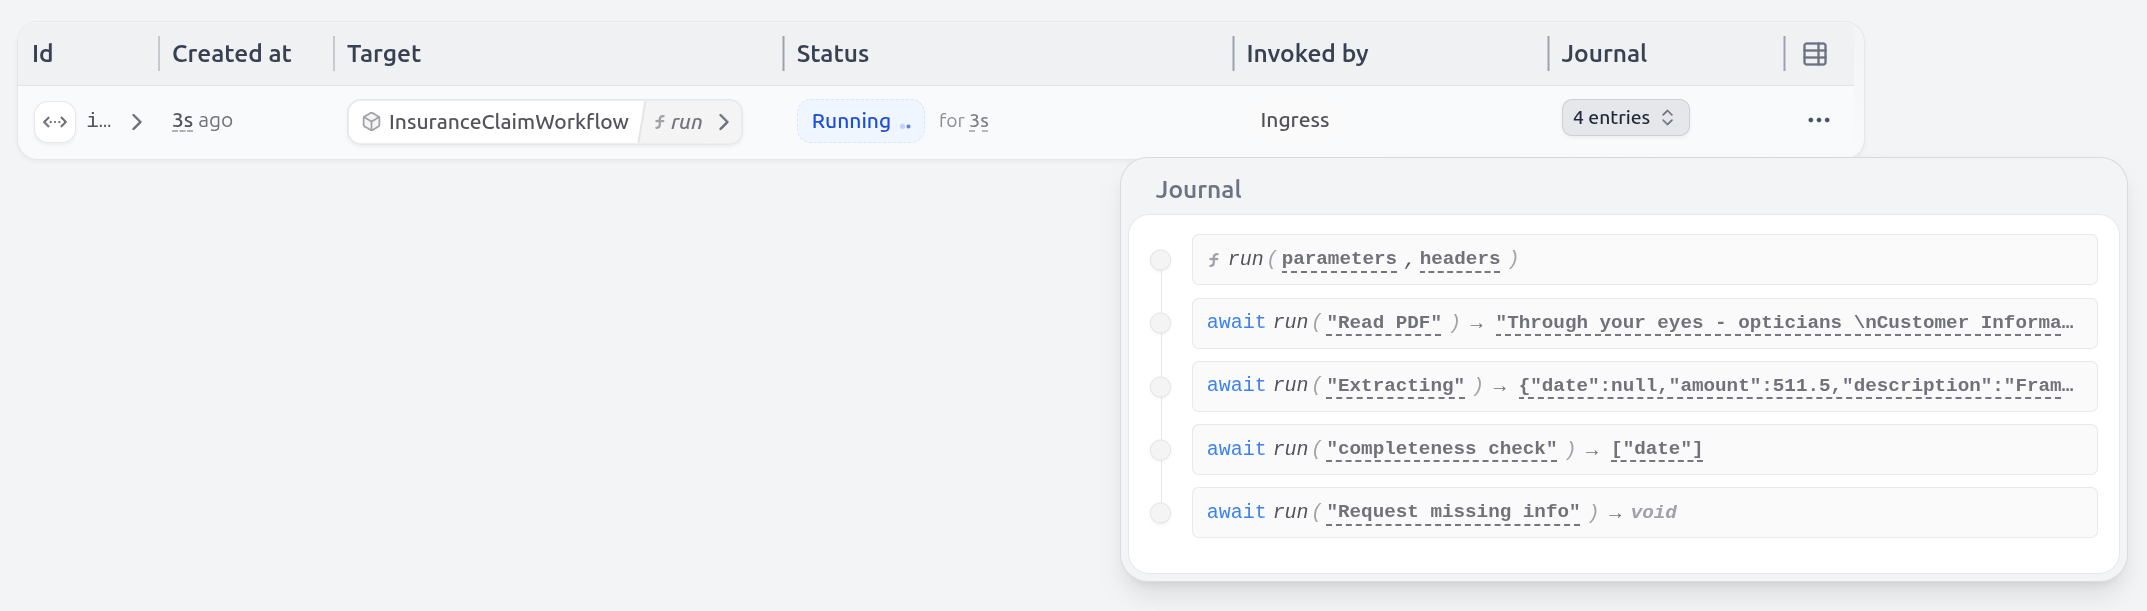 Id Created at Target Status Invoked by Journal
i… 3s ago InsuranceClaimWorkflow run Running for 3s Ingress 4 entries
Journal
run ( parameters , headers )
await run ( "Read PDF" ) → "Through your eyes - opticians \nCustomer Informa…
await run ( "Extracting" ) → {"date":null,"amount":511.5,"description":"Fram…
await run ( "completeness check" ) → ["date"]
await run ( "Request missing info" ) → void